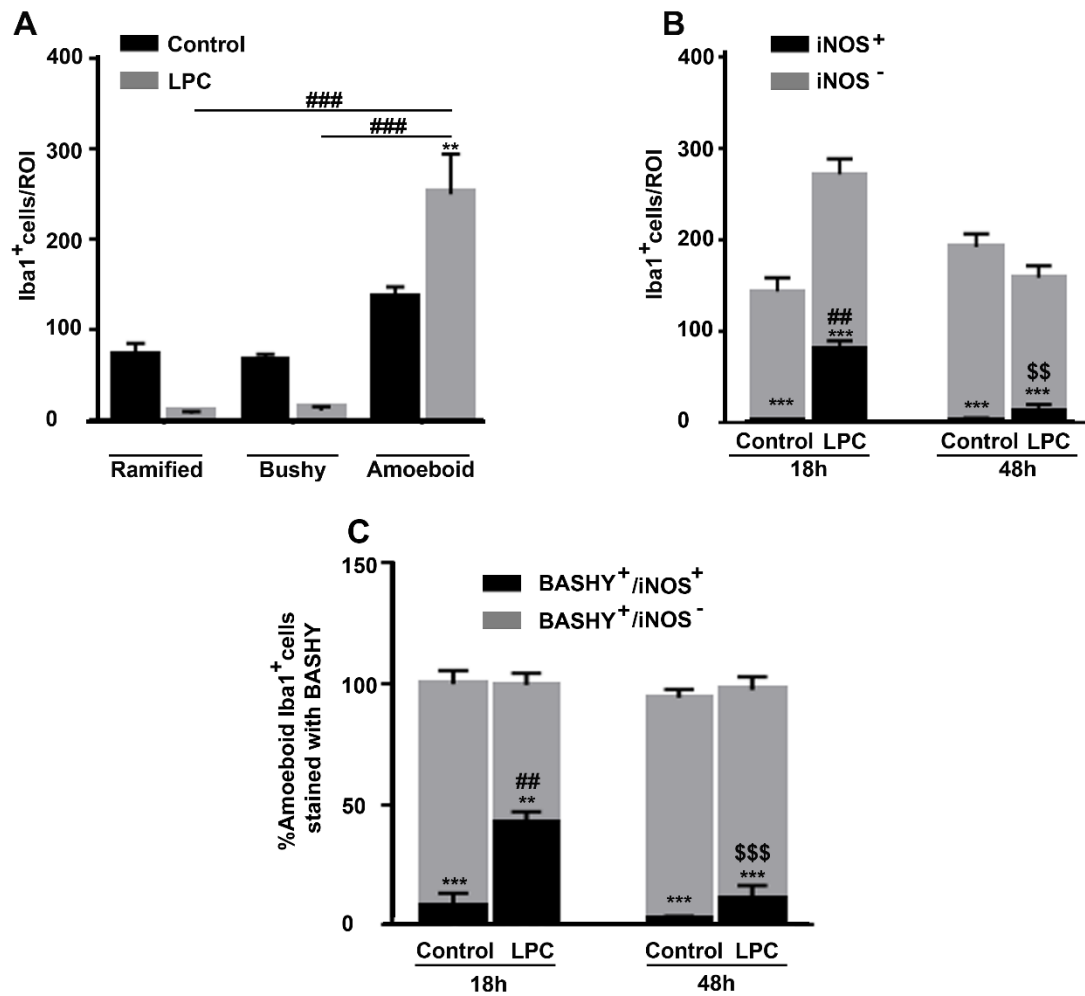 A
400
300
200
100
0
Iba1+cells/ROI
Control
LPC
###
###
**
Ramified Bushy Amoeboid
B
400
300
200
100
0
Iba1+cells/ROI
iNOS+
iNOS-
***
##
***
***
$$
***
Control LPC Control LPC
18h 48h
C
150
100
50
0
%Amoeboid Iba1+cells
stained with BASHY
BASHY+/iNOS+
BASHY+/iNOS-
***
##
**
***
$$$
***
Control LPC Control LPC
18h 48h